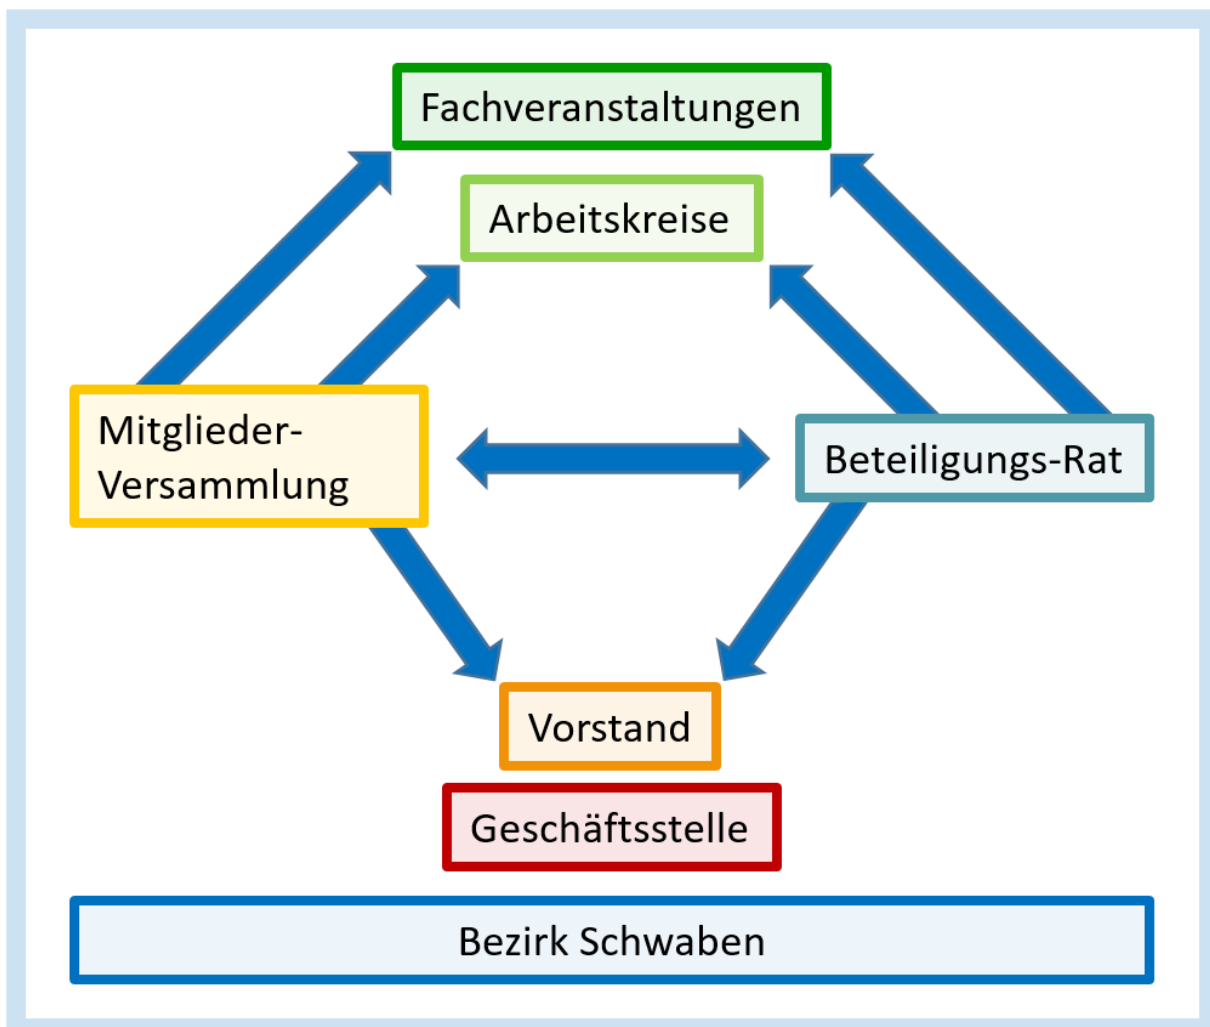 Fachveranstaltungen
Arbeitskreise
Mitglieder-
Versammlung
Beteiligungs-Rat
Vorstand
Geschäftsstelle
Bezirk Schwaben